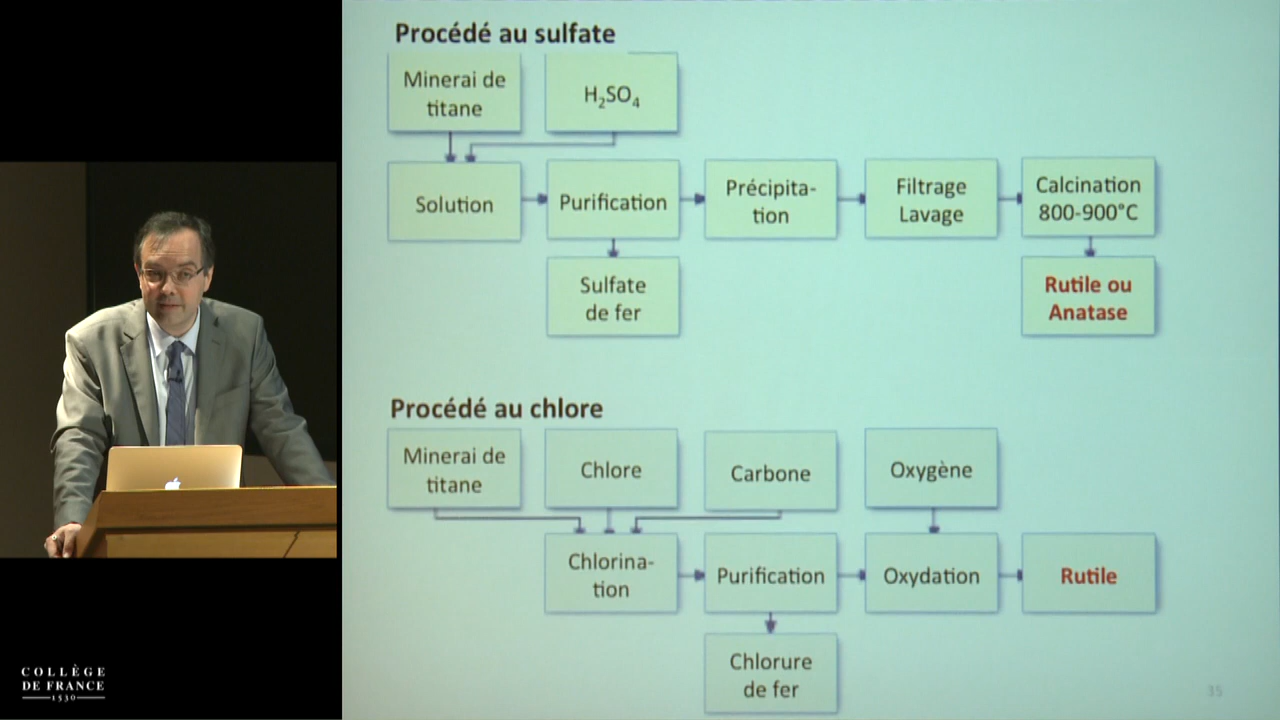 Procédé au sulfate
Minerai de
titane
H₂SO₄
Solution
Purification
Précipita-
tion
Filtrage
Lavage
Calcination
800-900°C
Sulfate
de fer
Rutile ou
Anatase
Procédé au chlore
Minerai de
titane
Chlore
Carbone
Oxygène
Chlorina-
tion
Purification
Oxydation
Rutile
Chlorure
de fer
35
COLLÈGE
DE FRANCE
1530